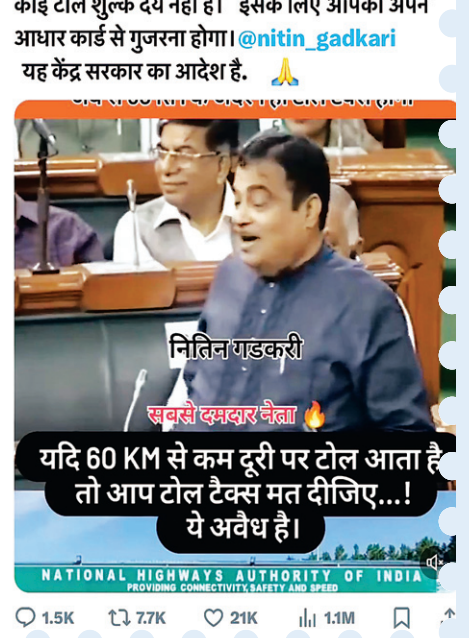 कोई टोल शुल्क देय नहीं है। इसके लिए आपको अपने
आधार कार्ड से गुजरना होगा। @nitin_gadkari
यह केंद्र सरकार का आदेश है. 🙏
नितिन गडकरी
सबसे दमदार नेता 🔥
यदि 60 KM से कम दूरी पर टोल आता है
तो आप टोल टैक्स मत दीजिए...!
ये अवैध है।
NATIONAL HIGHWAYS AUTHORITY OF INDIA
PROVIDING CONNECTIVITY, SAFETY AND SPEED
1.5K 7.7K 21K 1.1M